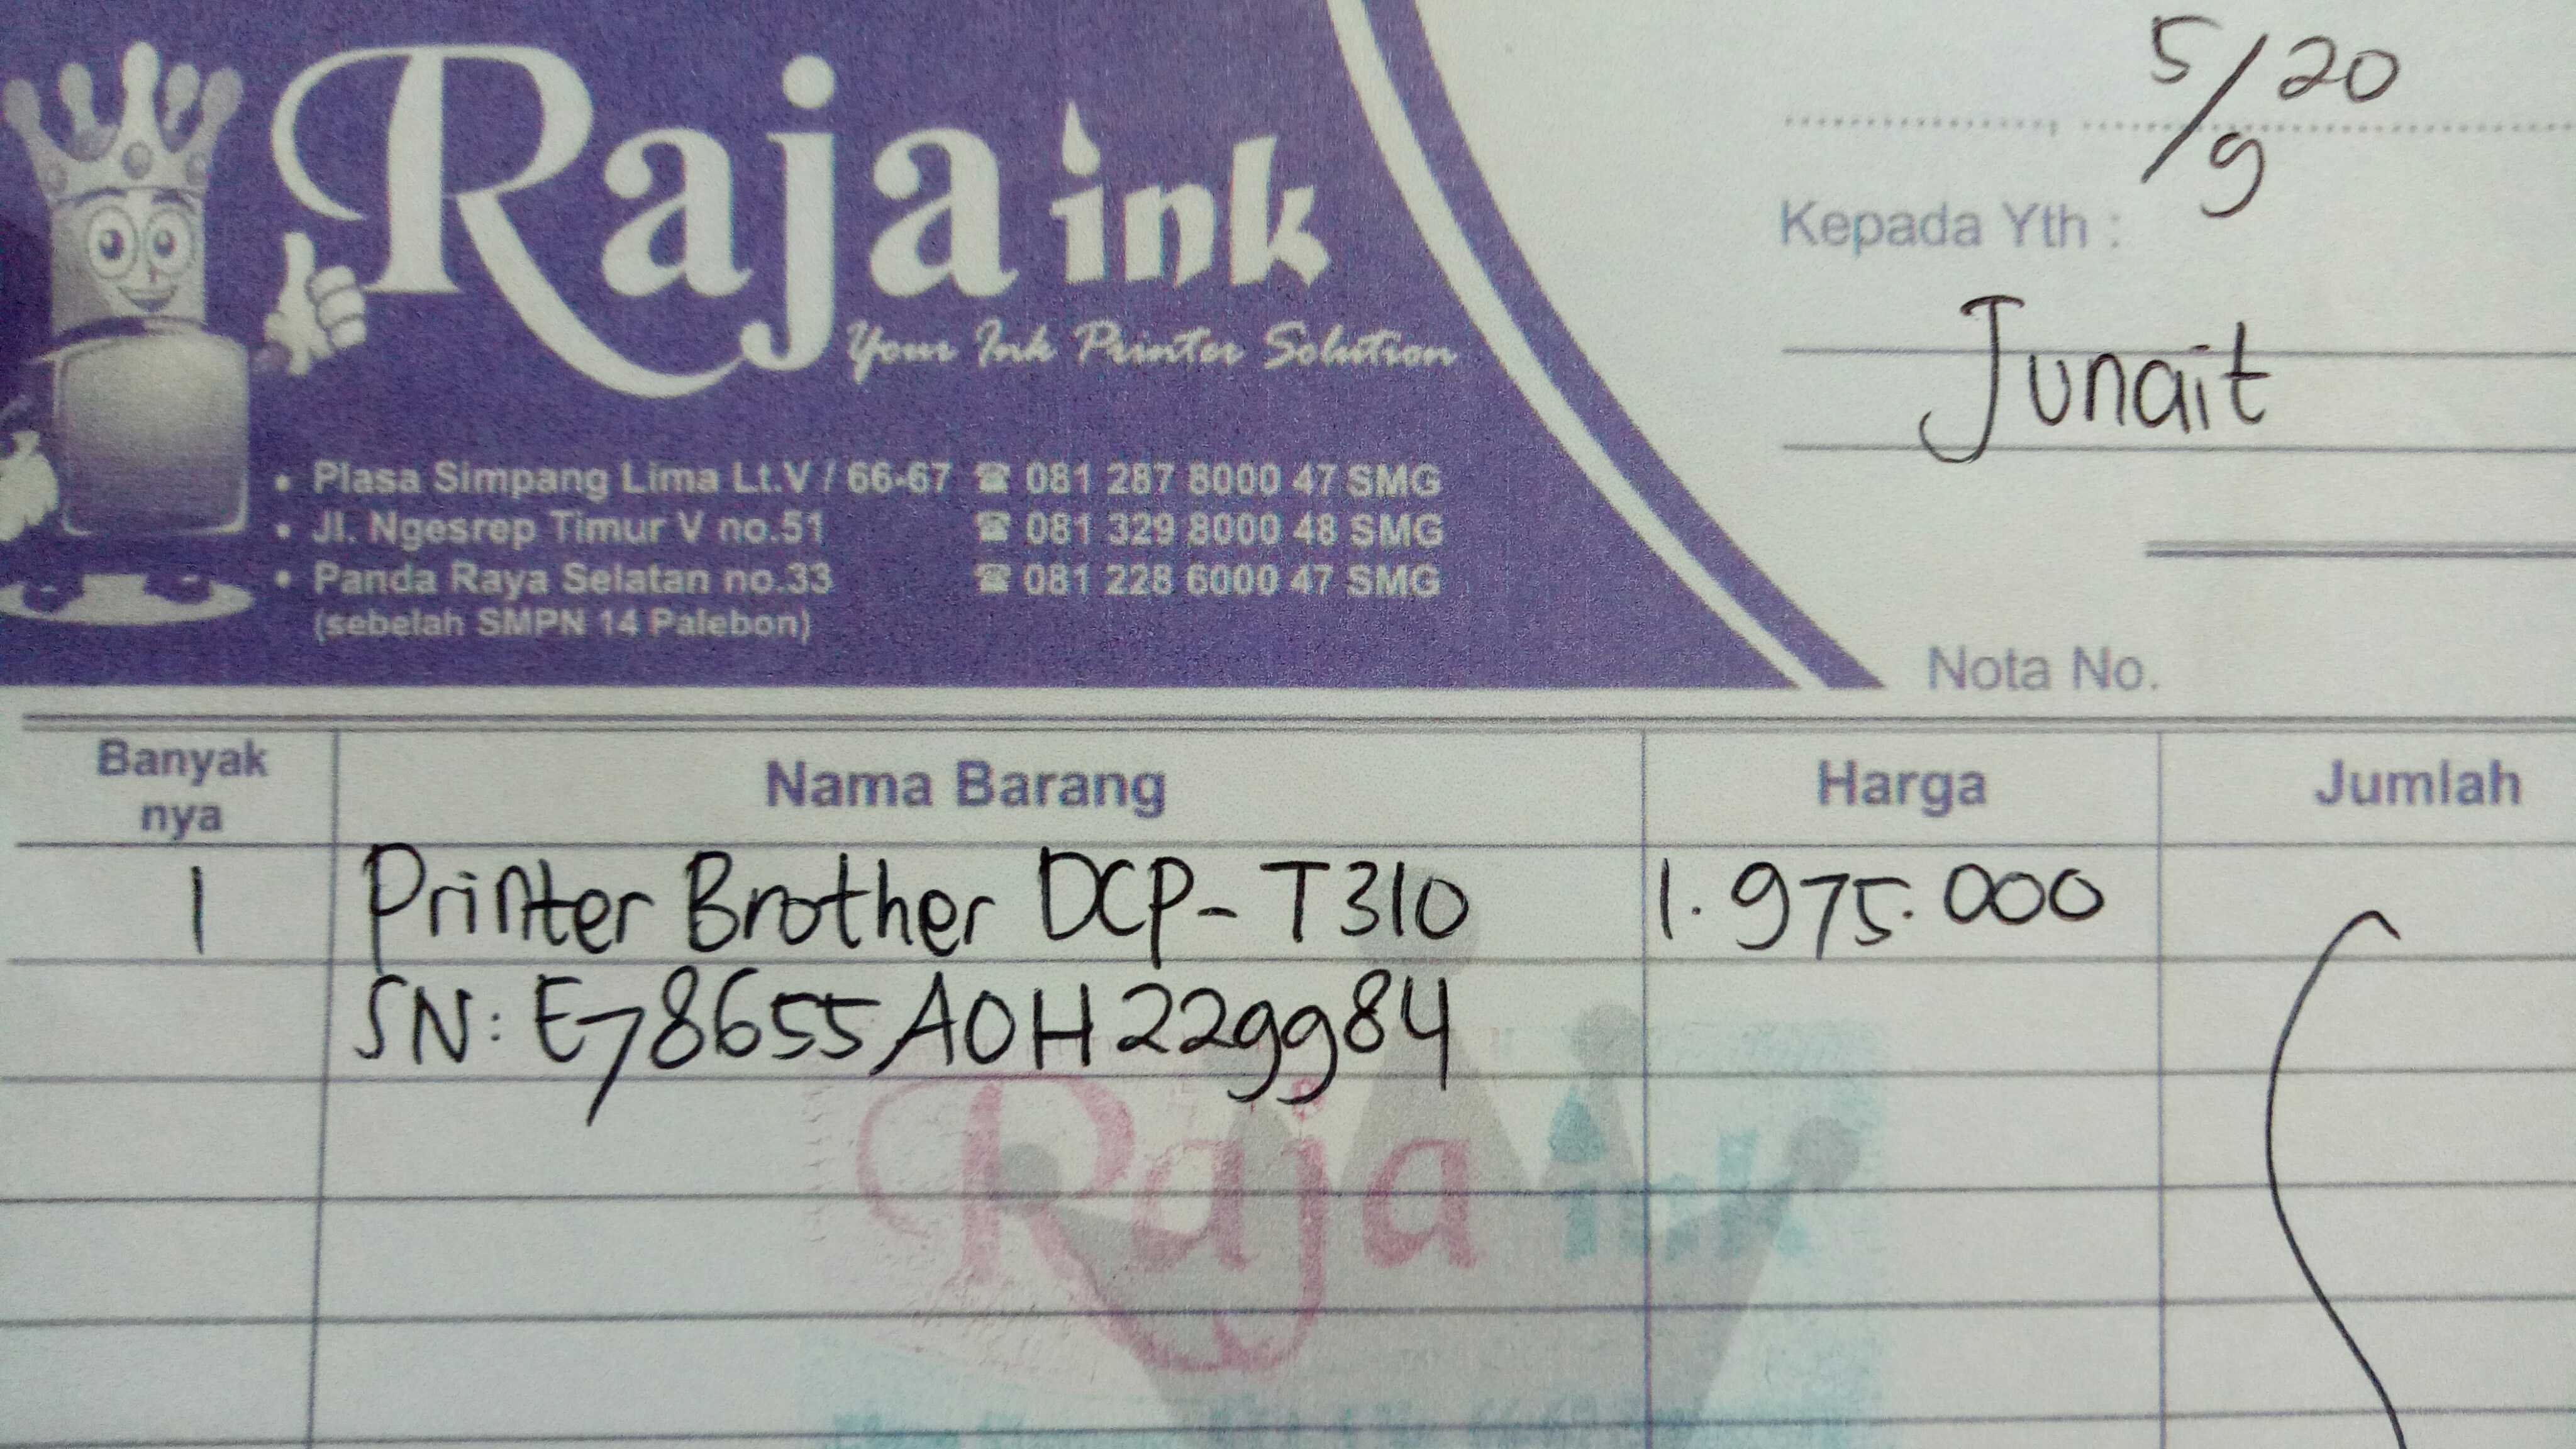 Raja ink
Your Ink Printer Solution
• Plasa Simpang Lima Lt.V / 66-67 ☎ 081 287 8000 47 SMG
• Jl. Ngesrep Timur V no.51 ☎ 081 329 8000 48 SMG
• Panda Raya Selatan no.33 ☎ 081 228 6000 47 SMG
(sebelah SMPN 14 Palebon)
5/9 20
Kepada Yth :
Junait
Nota No.
Banyak nya Nama Barang Harga Jumlah
1 Printer Brother DCP-T310 1.975.000
SN: E78655A0H229984
Raja ink